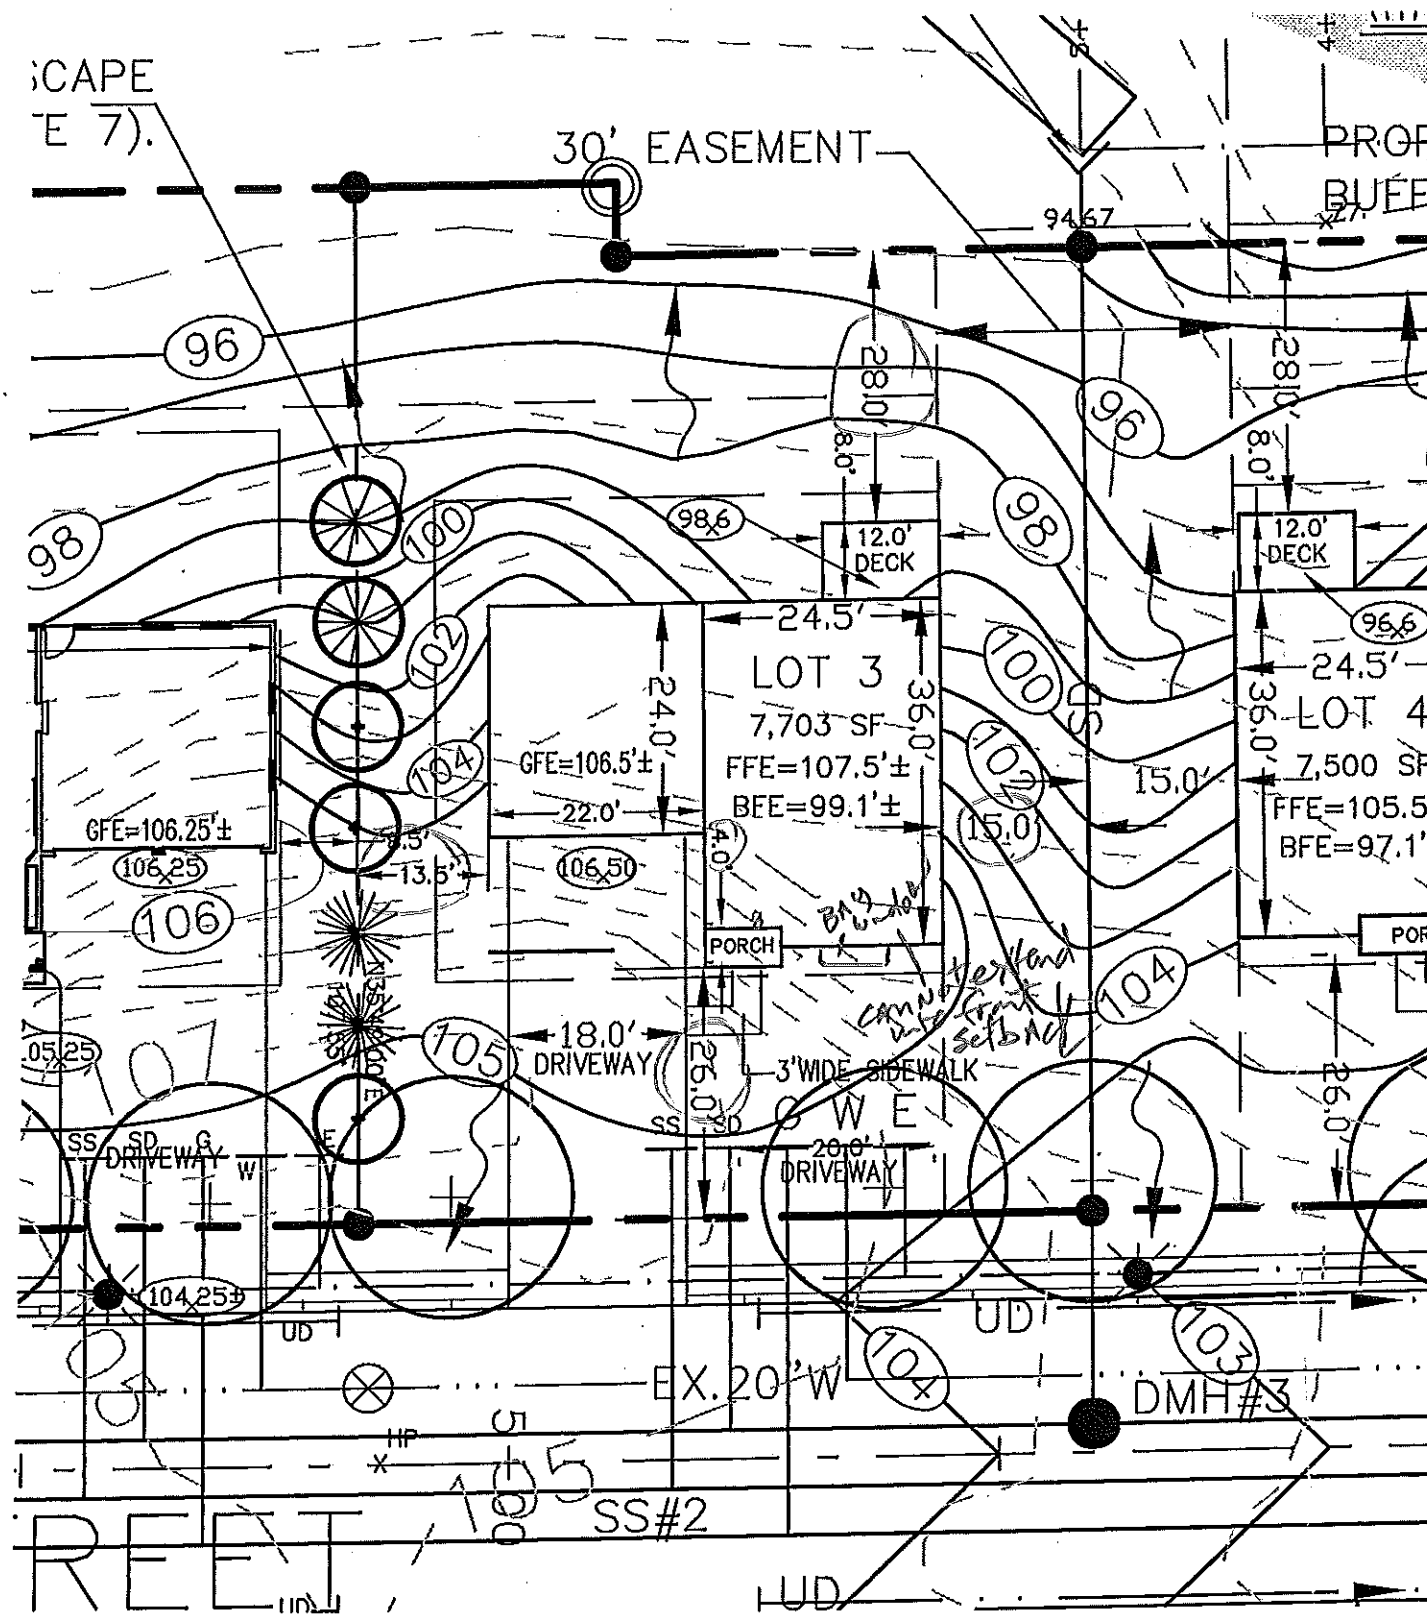 SCAPE
E 7).
30' EASEMENT
PROP
BUFF
94.67
96
28.0'
28.0'
96
8.0'
8.0'
98
100
98.6
98
12.0'
DECK
12.0'
DECK
102
24.5'
96.6
24.0'
LOT 3
100
SD
24.5'
36.0'
7,703 SF
36.0'
LOT 4
104
GFE=106.5'±
FFE=107.5'±
102
15.0'
7,500 SF
22.0'
BFE=99.1'±
FFE=105.5
GFE=106.25'±
8.5'
4.0'
15.0'
BFE=97.1'
106.25
13.5'
106.50
106
Bay
window
PORCH
POR
cannot extend
into front
setback
104
105.25
105
18.0'
DRIVEWAY
26.0'
3'WIDE SIDEWALK
26.0'
G W E
SS SD G E
DRIVEWAY
W
SS SD
20.0'
DRIVEWAY
104.25±
UD
UD
103
104
EX.20'W
DMH#3
HP
5+00
105
SS#2
REET
UD
UD